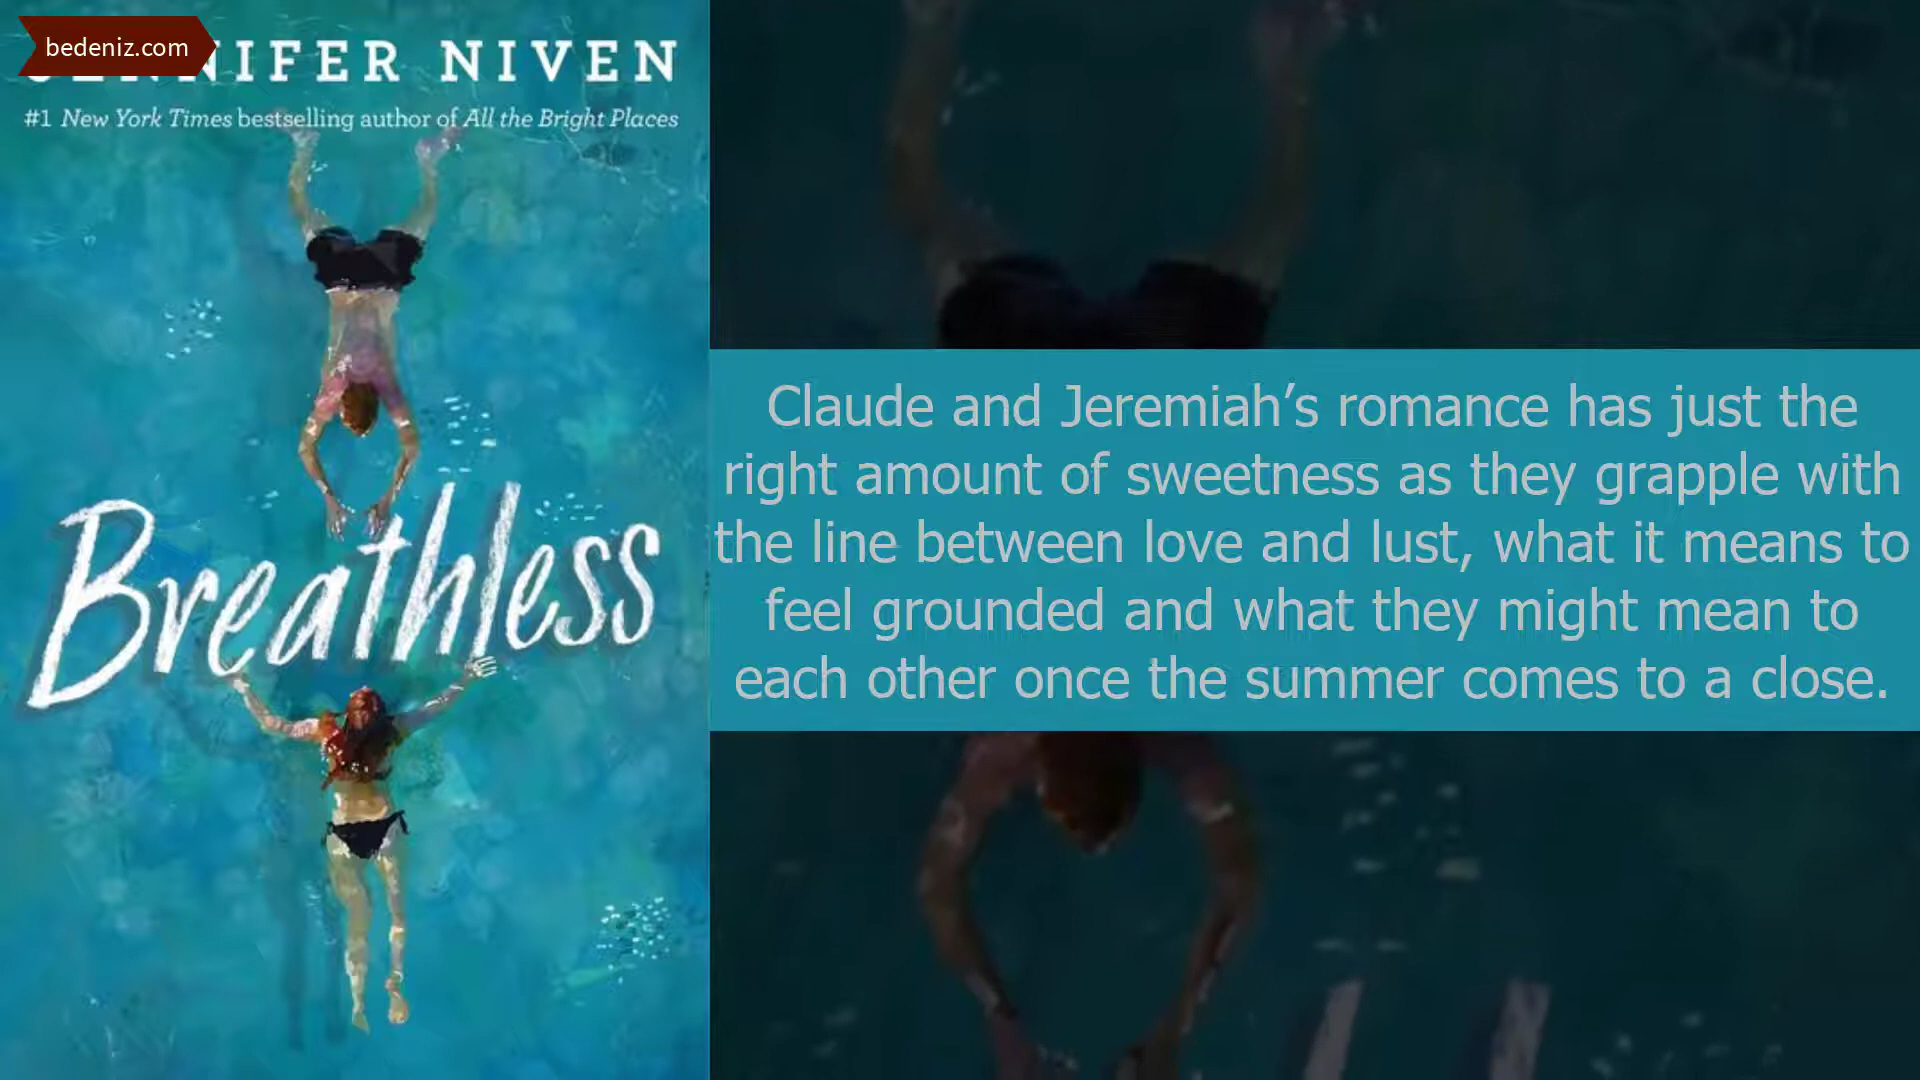 bedeniz.com
NIFER NIVEN
#1 New York Times bestselling author of All the Bright Places
Breathless
Claude and Jeremiah’s romance has just the
right amount of sweetness as they grapple with
the line between love and lust, what it means to
feel grounded and what they might mean to
each other once the summer comes to a close.